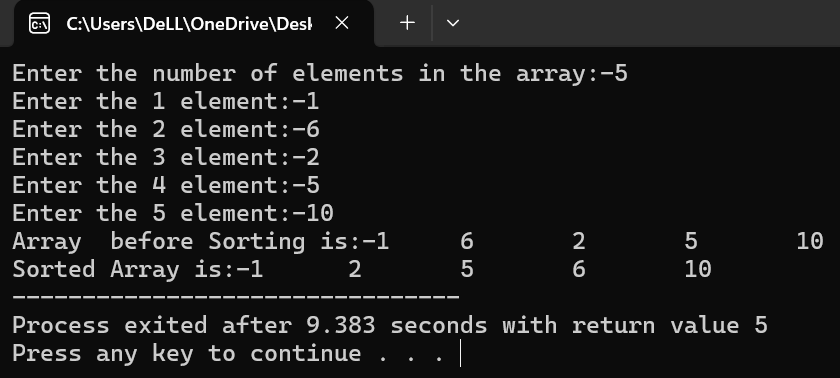 C:\Users\DeLL\OneDrive\Desk
Enter the number of elements in the array:-5
Enter the 1 element:-1
Enter the 2 element:-6
Enter the 3 element:-2
Enter the 4 element:-5
Enter the 5 element:-10
Array  before Sorting is:-1     6       2       5       10
Sorted Array is:-1      2       5       6       10
--------------------------------
Process exited after 9.383 seconds with return value 5
Press any key to continue . . .